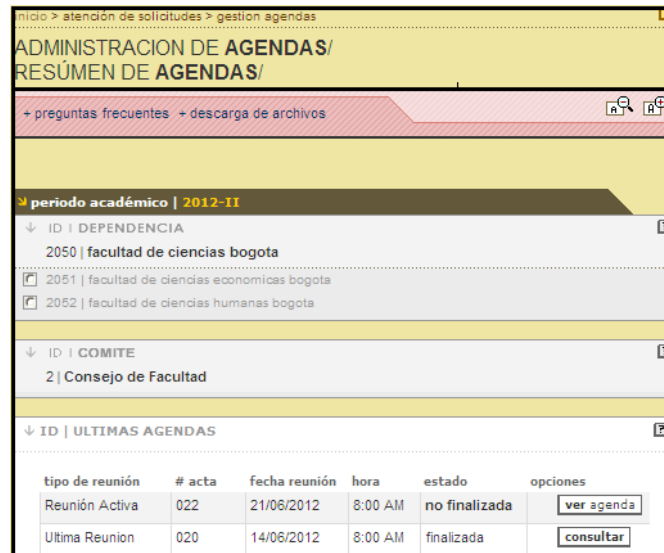 inicio > atención de solicitudes > gestion agendas
ADMINISTRACION DE AGENDAS/
RESÚMEN DE AGENDAS/
+ preguntas frecuentes + descarga de archivos
A A
periodo académico | 2012-II
ID | DEPENDENCIA
2050 | facultad de ciencias bogota
2051 | facultad de ciencias economicas bogota
2052 | facultad de ciencias humanas bogota
ID | COMITE
2 | Consejo de Facultad
ID | ULTIMAS AGENDAS
tipo de reunión # acta fecha reunión hora estado opciones
Reunión Activa 022 21/06/2012 8:00 AM no finalizada ver agenda
Ultima Reunion 020 14/06/2012 8:00 AM finalizada consultar